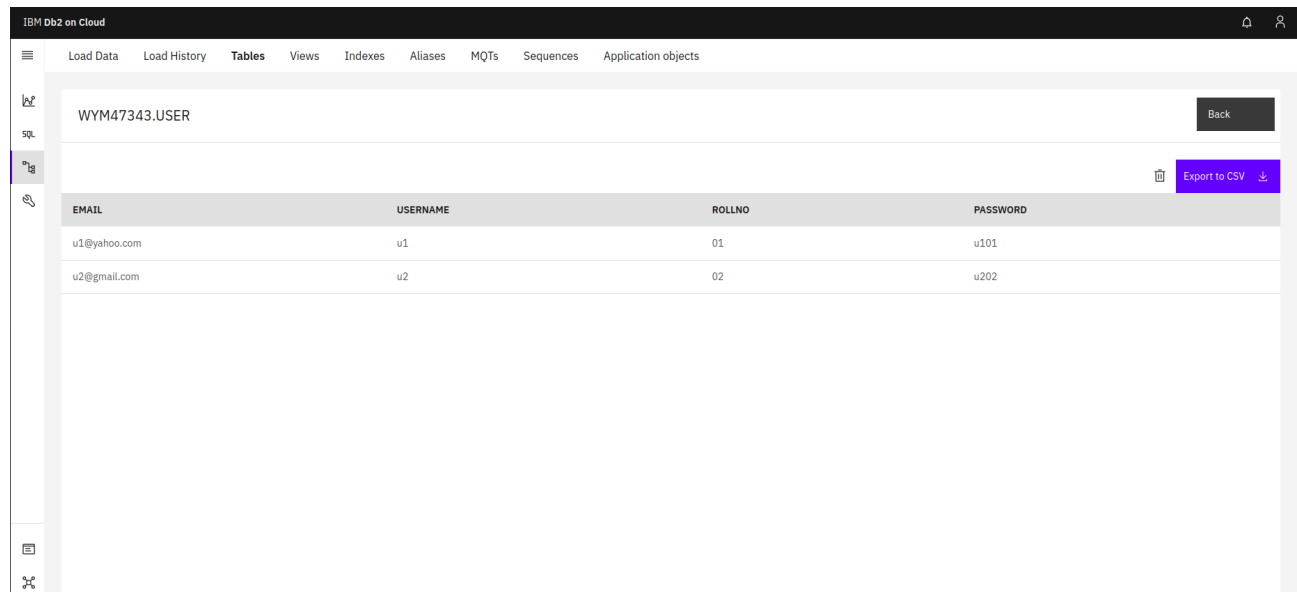 IBM Db2 on Cloud
Load Data Load History Tables Views Indexes Aliases MQTs Sequences Application objects
WYM47343.USER Back
SQL
Export to CSV
EMAIL USERNAME ROLLNO PASSWORD
u1@yahoo.com u1 01 u101
u2@gmail.com u2 02 u202